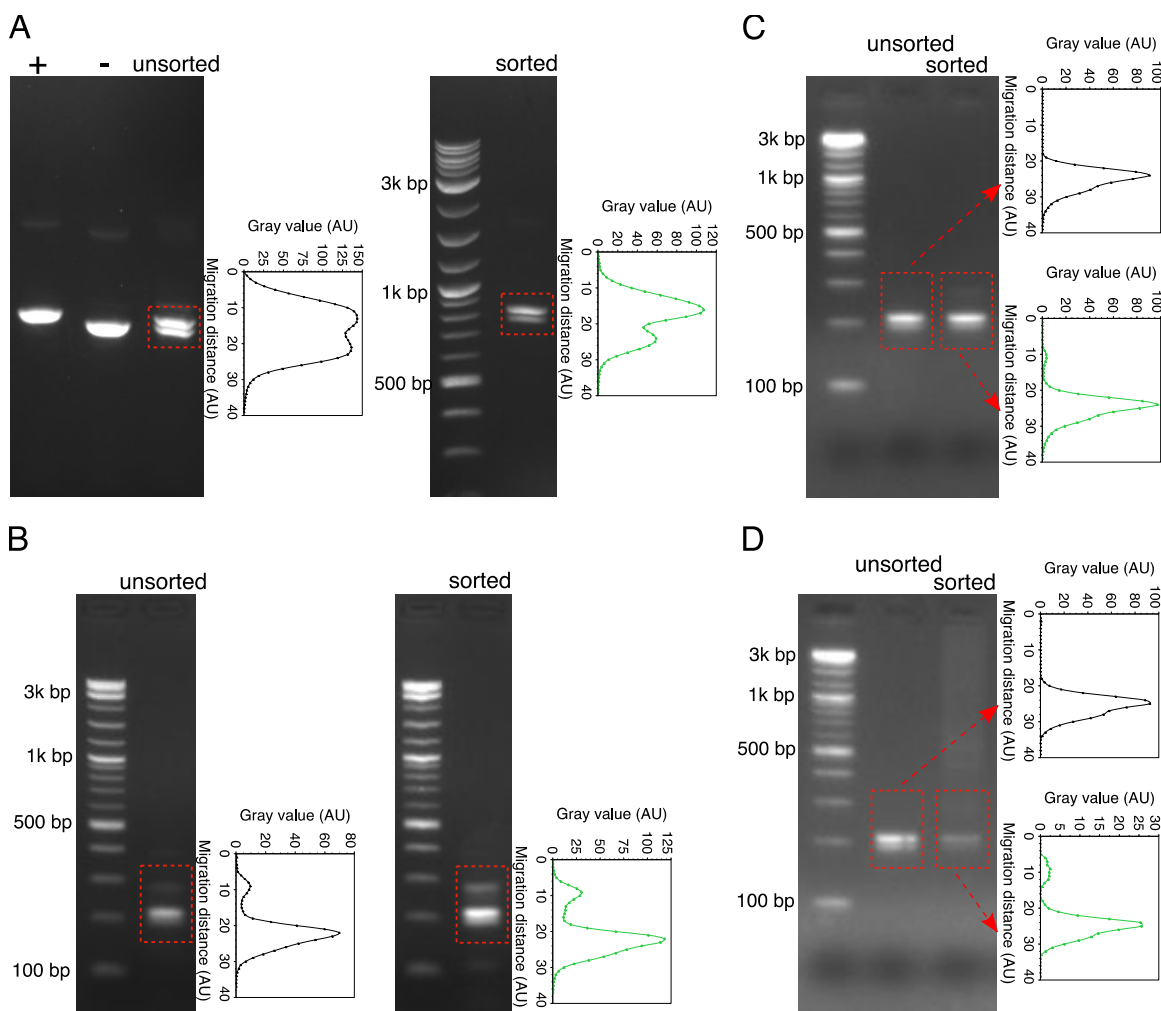 A
+ - unsorted
Gray value (AU)
0 25 50 75 100 125 150
Migration distance (AU)
0 10 20 30 40
sorted
3k bp
1k bp
500 bp
Gray value (AU)
0 20 40 60 80 100 120
Migration distance (AU)
0 10 20 30 40
B
unsorted
3k bp
1k bp
500 bp
100 bp
Gray value (AU)
0 20 40 60 80
Migration distance (AU)
0 10 20 30 40
sorted
Gray value (AU)
0 25 50 75 100 125
Migration distance (AU)
0 10 20 30 40
C
unsorted
sorted
3k bp
1k bp
500 bp
100 bp
Gray value (AU)
0 20 40 60 80 100
Migration distance (AU)
0 10 20 30 40
Gray value (AU)
0 20 40 60 80 100
Migration distance (AU)
0 10 20 30 40
D
unsorted
sorted
3k bp
1k bp
500 bp
100 bp
Gray value (AU)
0 20 40 60 80 100
Migration distance (AU)
0 10 20 30 40
Gray value (AU)
0 5 10 15 20 25 30
Migration distance (AU)
0 10 20 30 40